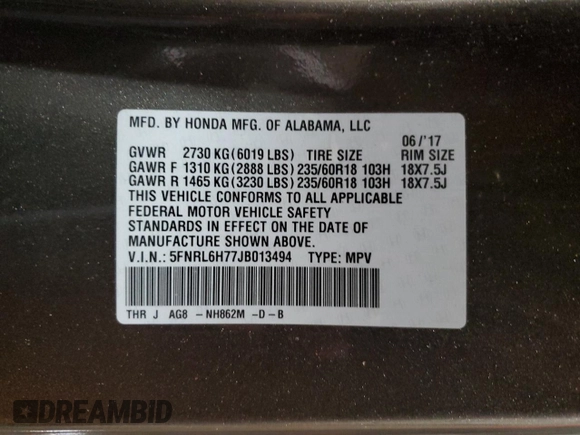 MFD. BY HONDA MFG. OF ALABAMA, LLC
06/'17
GVWR 2730 KG(6019 LBS) TIRE SIZE RIM SIZE
GAWR F 1310 KG(2888 LBS)235/60R18 103H 18X7.5J
GAWR R 1465 KG(3230 LBS)235/60R18 103H 18X7.5J
THIS VEHICLE CONFORMS TO ALL APPLICABLE
FEDERAL MOTOR VEHICLE SAFETY
STANDARDS IN EFFECT ON THE DATE OF
MANUFACTURE SHOWN ABOVE.
V.I.N.: 5FNRL6H77JB013494 TYPE: MPV
THR J AG8 -NH862M -D-B
DREAMBID